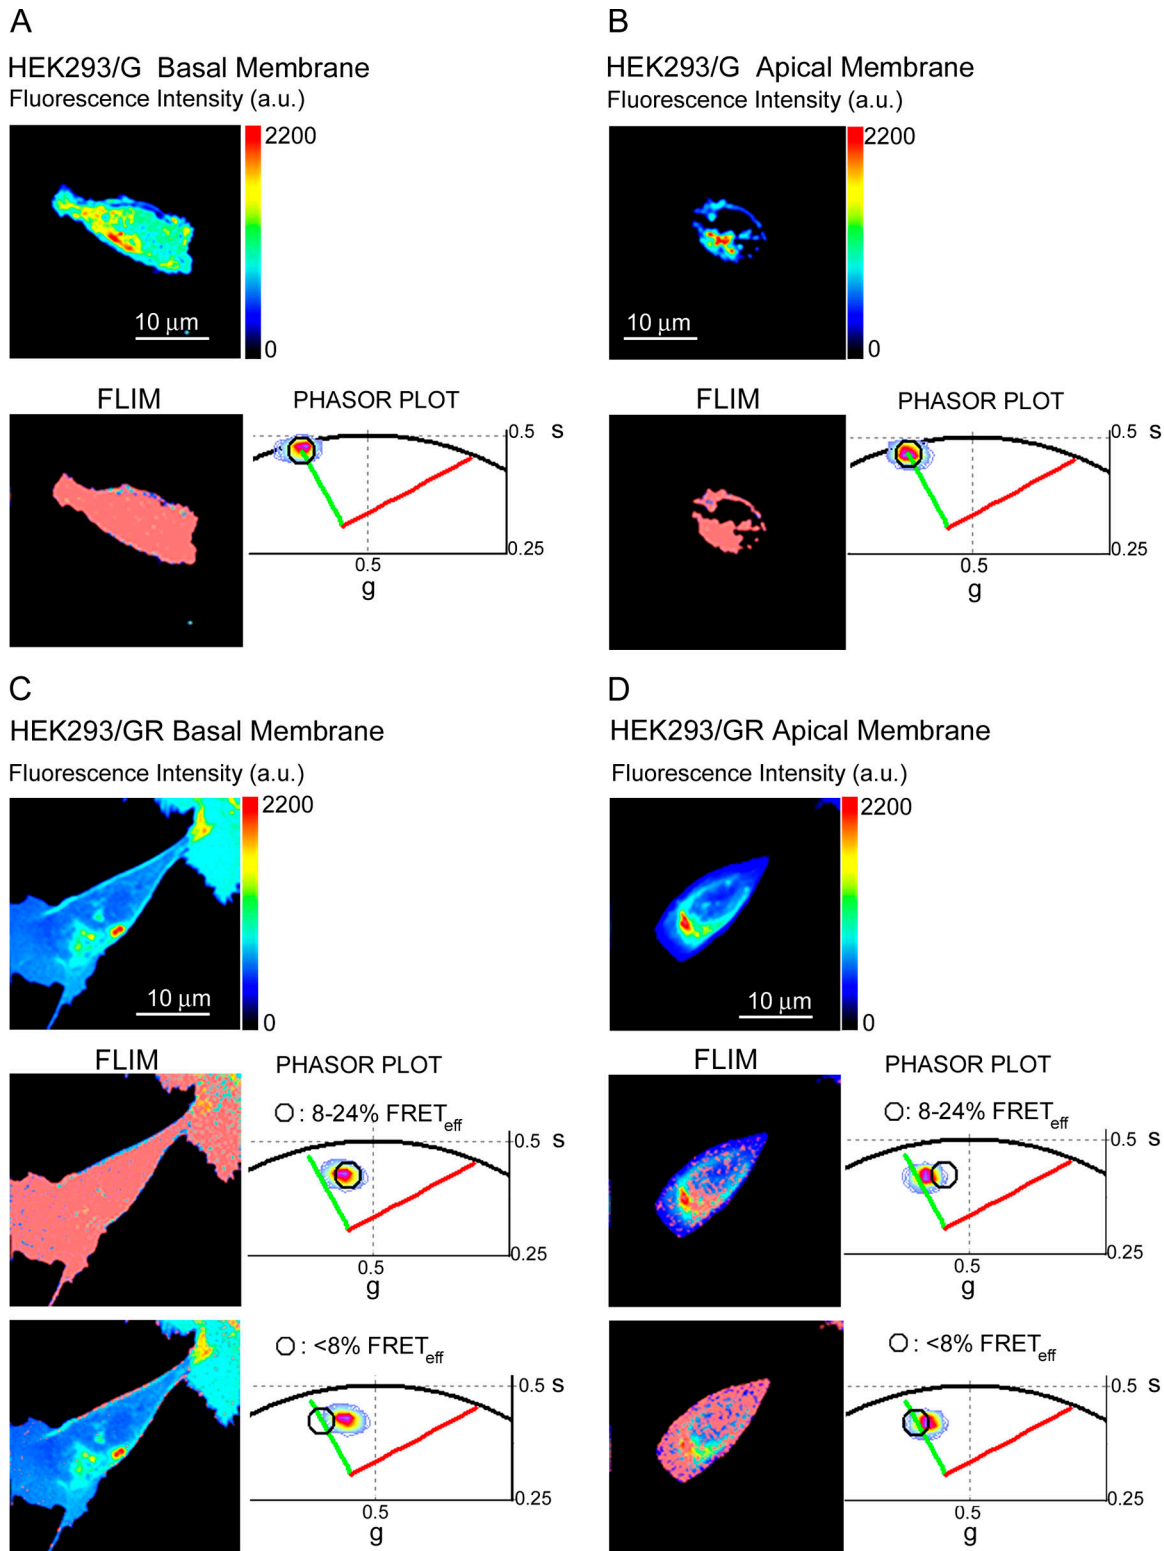 A
HEK293/G Basal Membrane
Fluorescence Intensity (a.u.)
2200
10 μm
0
FLIM
PHASOR PLOT
0.5 s
0.25
0.5
g
B
HEK293/G Apical Membrane
Fluorescence Intensity (a.u.)
2200
10 μm
0
FLIM
PHASOR PLOT
0.5 s
0.25
0.5
g
C
HEK293/GR Basal Membrane
Fluorescence Intensity (a.u.)
2200
10 μm
0
FLIM
PHASOR PLOT
: 8-24% FRETeff
0.5 s
0.25
0.5
g
: <8% FRETeff
0.5 s
0.25
0.5
g
D
HEK293/GR Apical Membrane
Fluorescence Intensity (a.u.)
2200
10 μm
0
FLIM
PHASOR PLOT
: 8-24% FRETeff
0.5 s
0.25
0.5
g
: <8% FRETeff
0.5 s
0.25
0.5
g